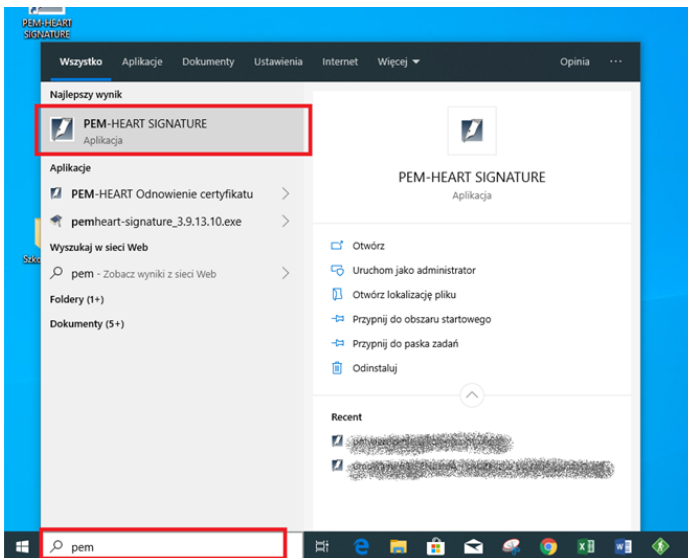 PEM-HEART
SIGNATURE
Wszystko Aplikacje Dokumenty Ustawienia Internet Więcej Opinia ...
Najlepszy wynik
PEM-HEART SIGNATURE
Aplikacja
Aplikacje
PEM-HEART Odnowienie certyfikatu
pemheart-signature_3.9.13.10.exe
Wyszukaj w sieci Web
pem - Zobacz wyniki z sieci Web
Foldery (1+)
Dokumenty (5+)
PEM-HEART SIGNATURE
Aplikacja
Otwórz
Uruchom jako administrator
Otwórz lokalizację pliku
Przypnij do obszaru startowego
Przypnij do paska zadań
Odinstaluj
Recent
pem